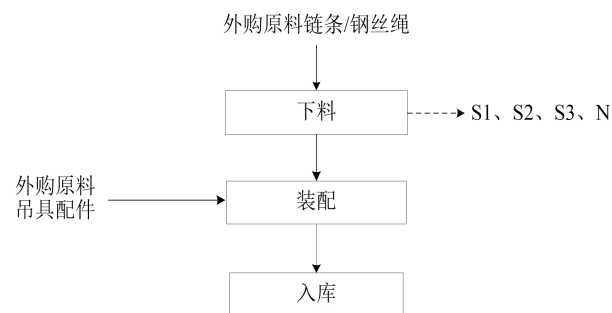 外购原料链条/钢丝绳
下料
S1、S2、S3、N
外购原料
吊具配件
装配
入库